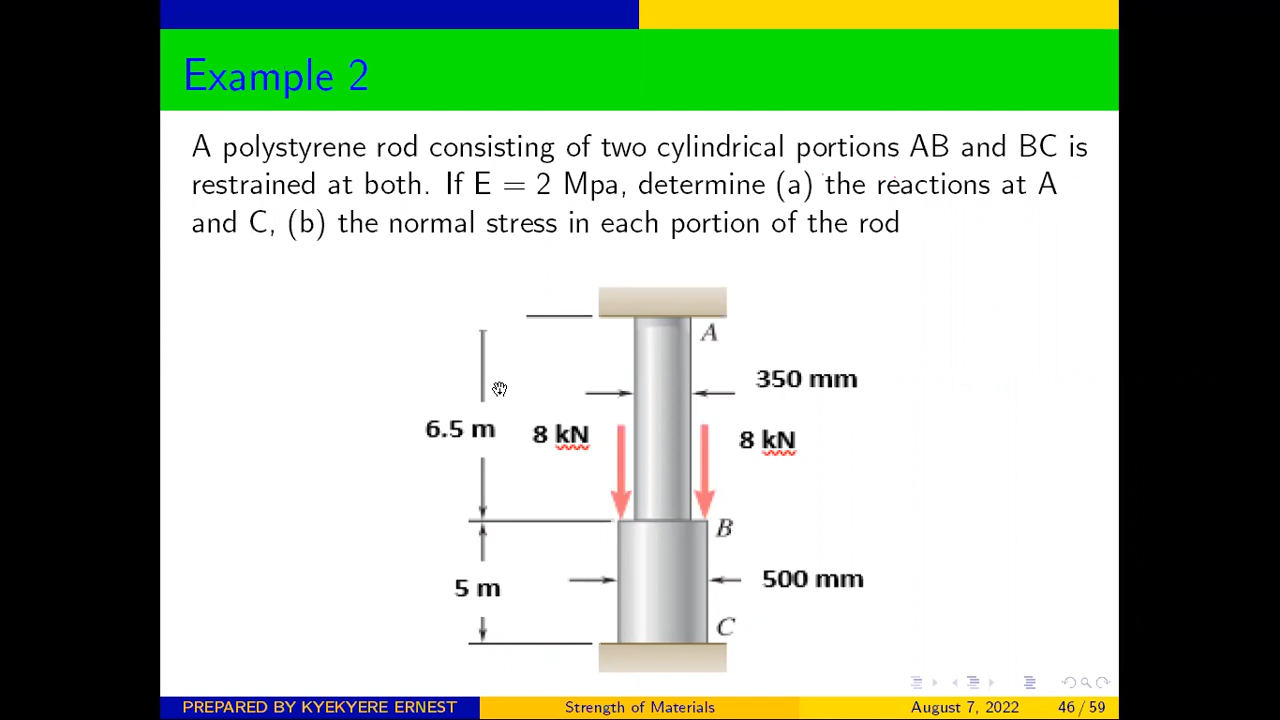 Example 2
A polystyrene rod consisting of two cylindrical portions AB and BC is
restrained at both. If E = 2 Mpa, determine (a) the reactions at A
and C, (b) the normal stress in each portion of the rod
A
350 mm
6.5 m
8 kN
8 kN
B
5 m
500 mm
C
PREPARED BY KYEKYERE ERNEST
Strength of Materials
August 7, 2022
46 / 59